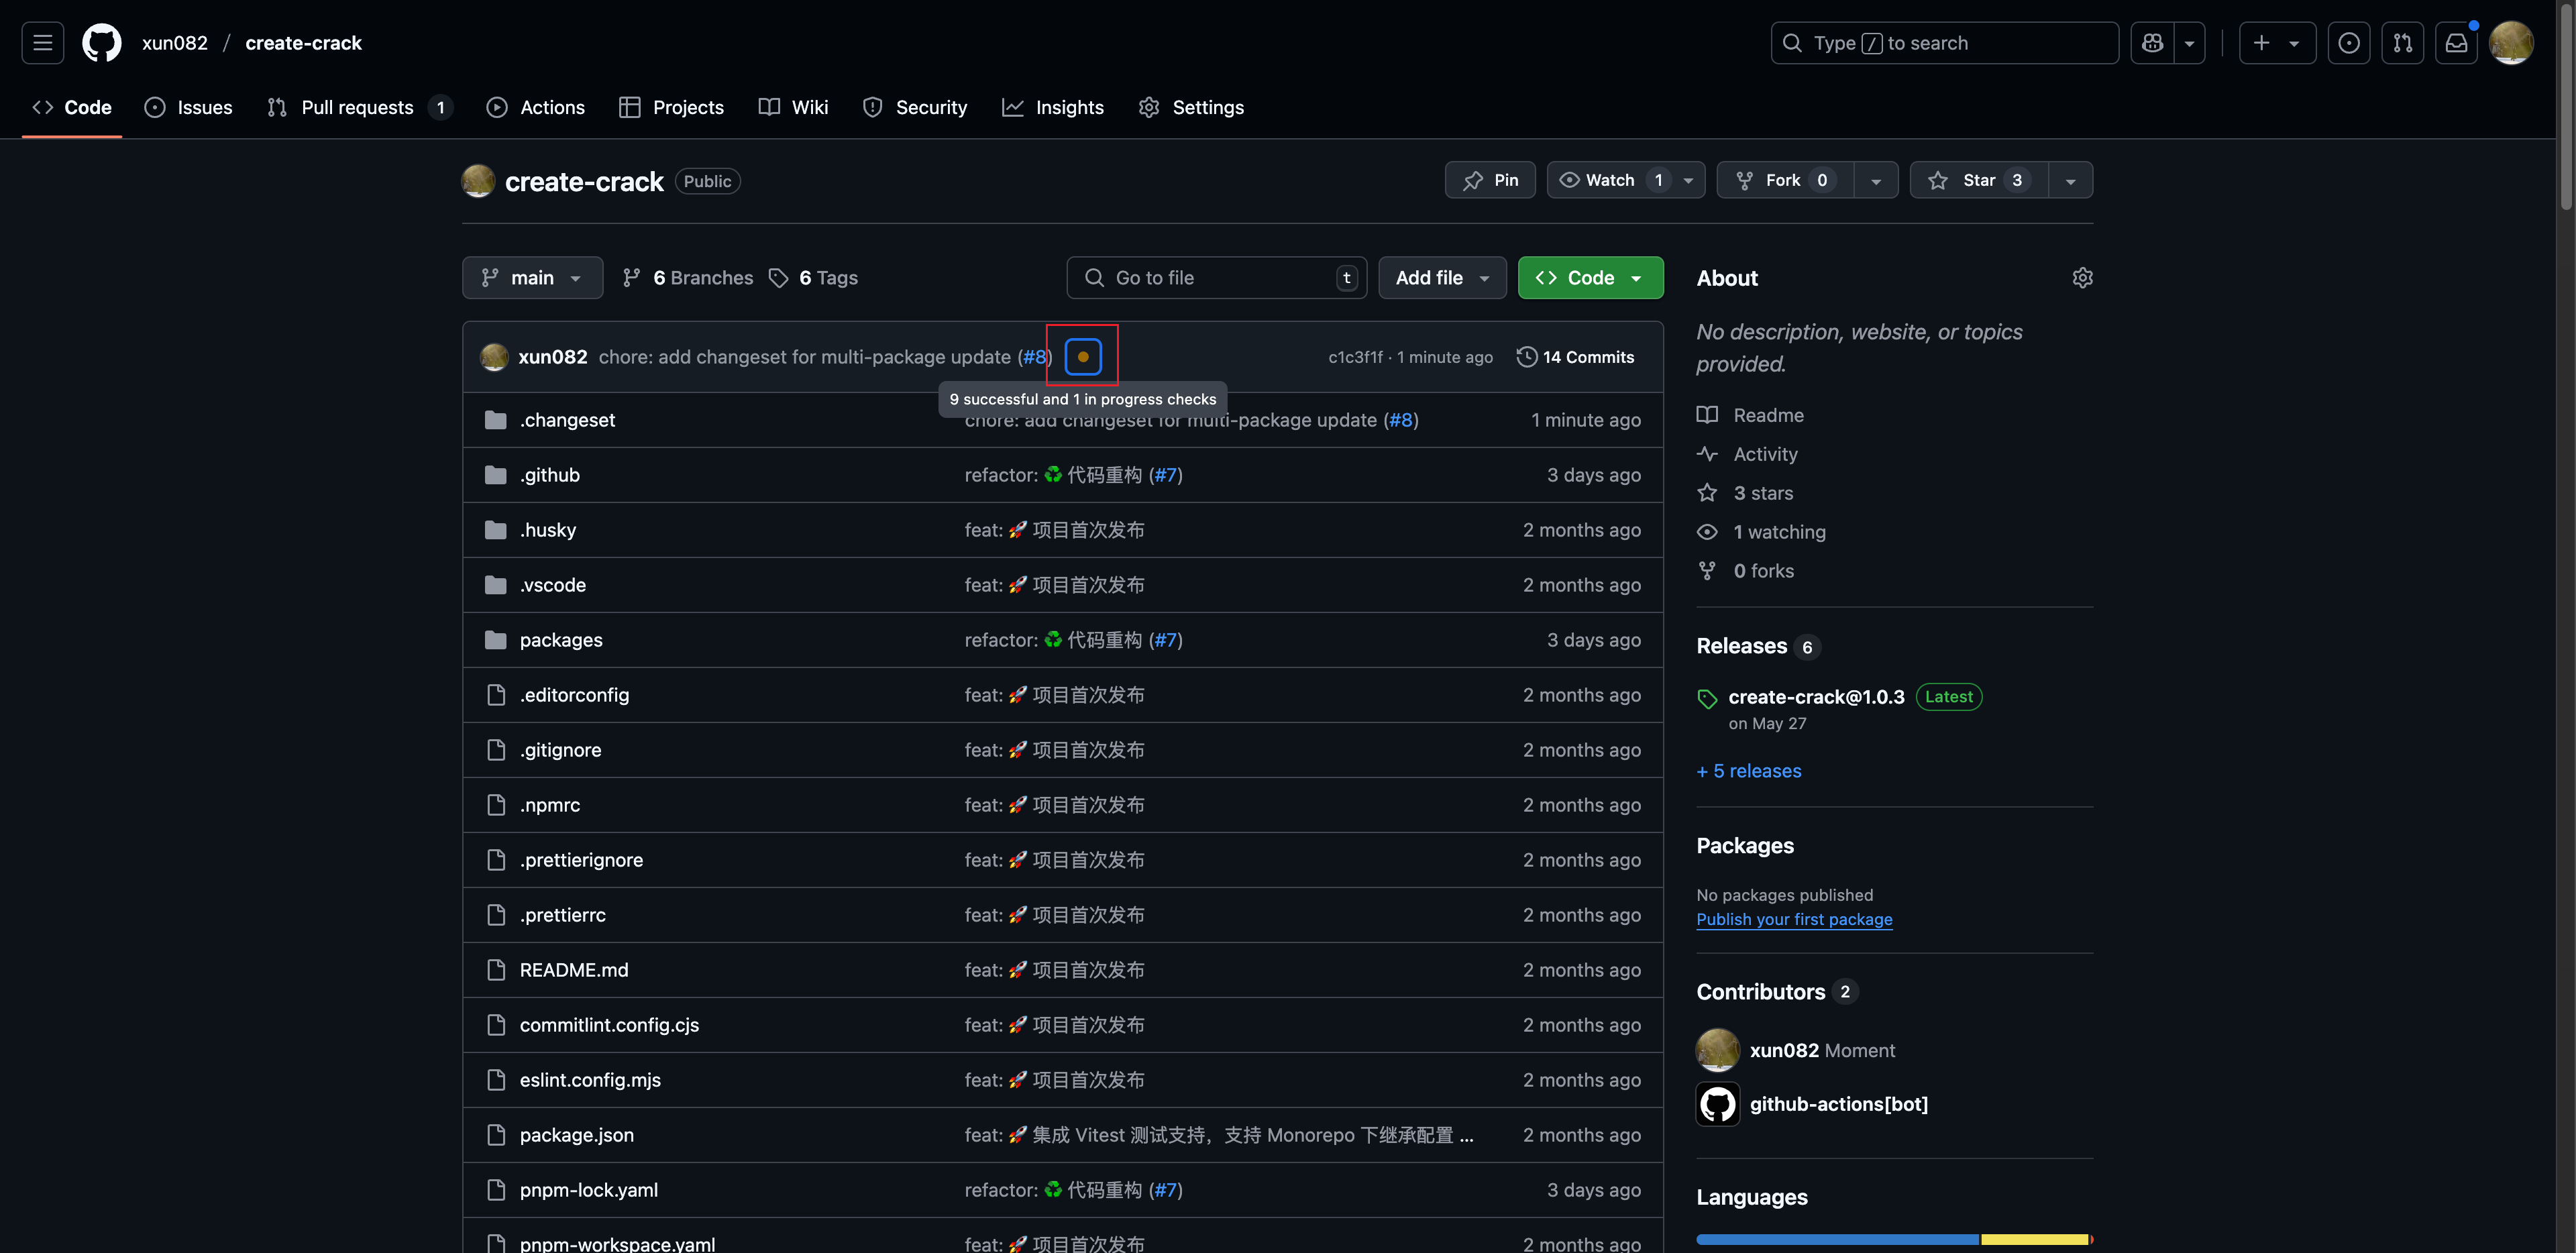 xun082 / create-crack
Type / to search
Code
Issues
Pull requests 1
Actions
Projects
Wiki
Security
Insights
Settings
create-crack Public
Pin
Watch 1
Fork 0
Star 3
main
6 Branches
6 Tags
Go to file t
Add file
Code
xun082 chore: add changeset for multi-package update (#8)
c1c3f1f · 1 minute ago
14 Commits
9 successful and 1 in progress checks
.changeset chore: add changeset for multi-package update (#8) 1 minute ago
.github refactor: ♻️ 代码重构 (#7) 3 days ago
.husky feat: 🚀 项目首次发布 2 months ago
.vscode feat: 🚀 项目首次发布 2 months ago
packages refactor: ♻️ 代码重构 (#7) 3 days ago
.editorconfig feat: 🚀 项目首次发布 2 months ago
.gitignore feat: 🚀 项目首次发布 2 months ago
.npmrc feat: 🚀 项目首次发布 2 months ago
.prettierignore feat: 🚀 项目首次发布 2 months ago
.prettierrc feat: 🚀 项目首次发布 2 months ago
README.md feat: 🚀 项目首次发布 2 months ago
commitlint.config.cjs feat: 🚀 项目首次发布 2 months ago
eslint.config.mjs feat: 🚀 项目首次发布 2 months ago
package.json feat: 🚀 集成 Vitest 测试支持，支持 Monorepo 下继承配置 ... 2 months ago
pnpm-lock.yaml refactor: ♻️ 代码重构 (#7) 3 days ago
pnpm-workspace.yaml feat: 🚀 项目首次发布 2 months ago
About
No description, website, or topics
provided.
Readme
Activity
3 stars
1 watching
0 forks
Releases 6
create-crack@1.0.3 Latest
on May 27
+ 5 releases
Packages
No packages published
Publish your first package
Contributors 2
xun082 Moment
github-actions[bot]
Languages